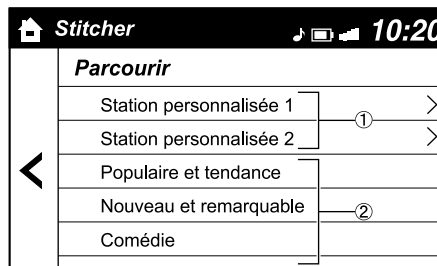 Stitcher 10:20
Parcourir
Station personnalisée 1
①
Station personnalisée 2
Populaire et tendance
Nouveau et remarquable
②
Comédie